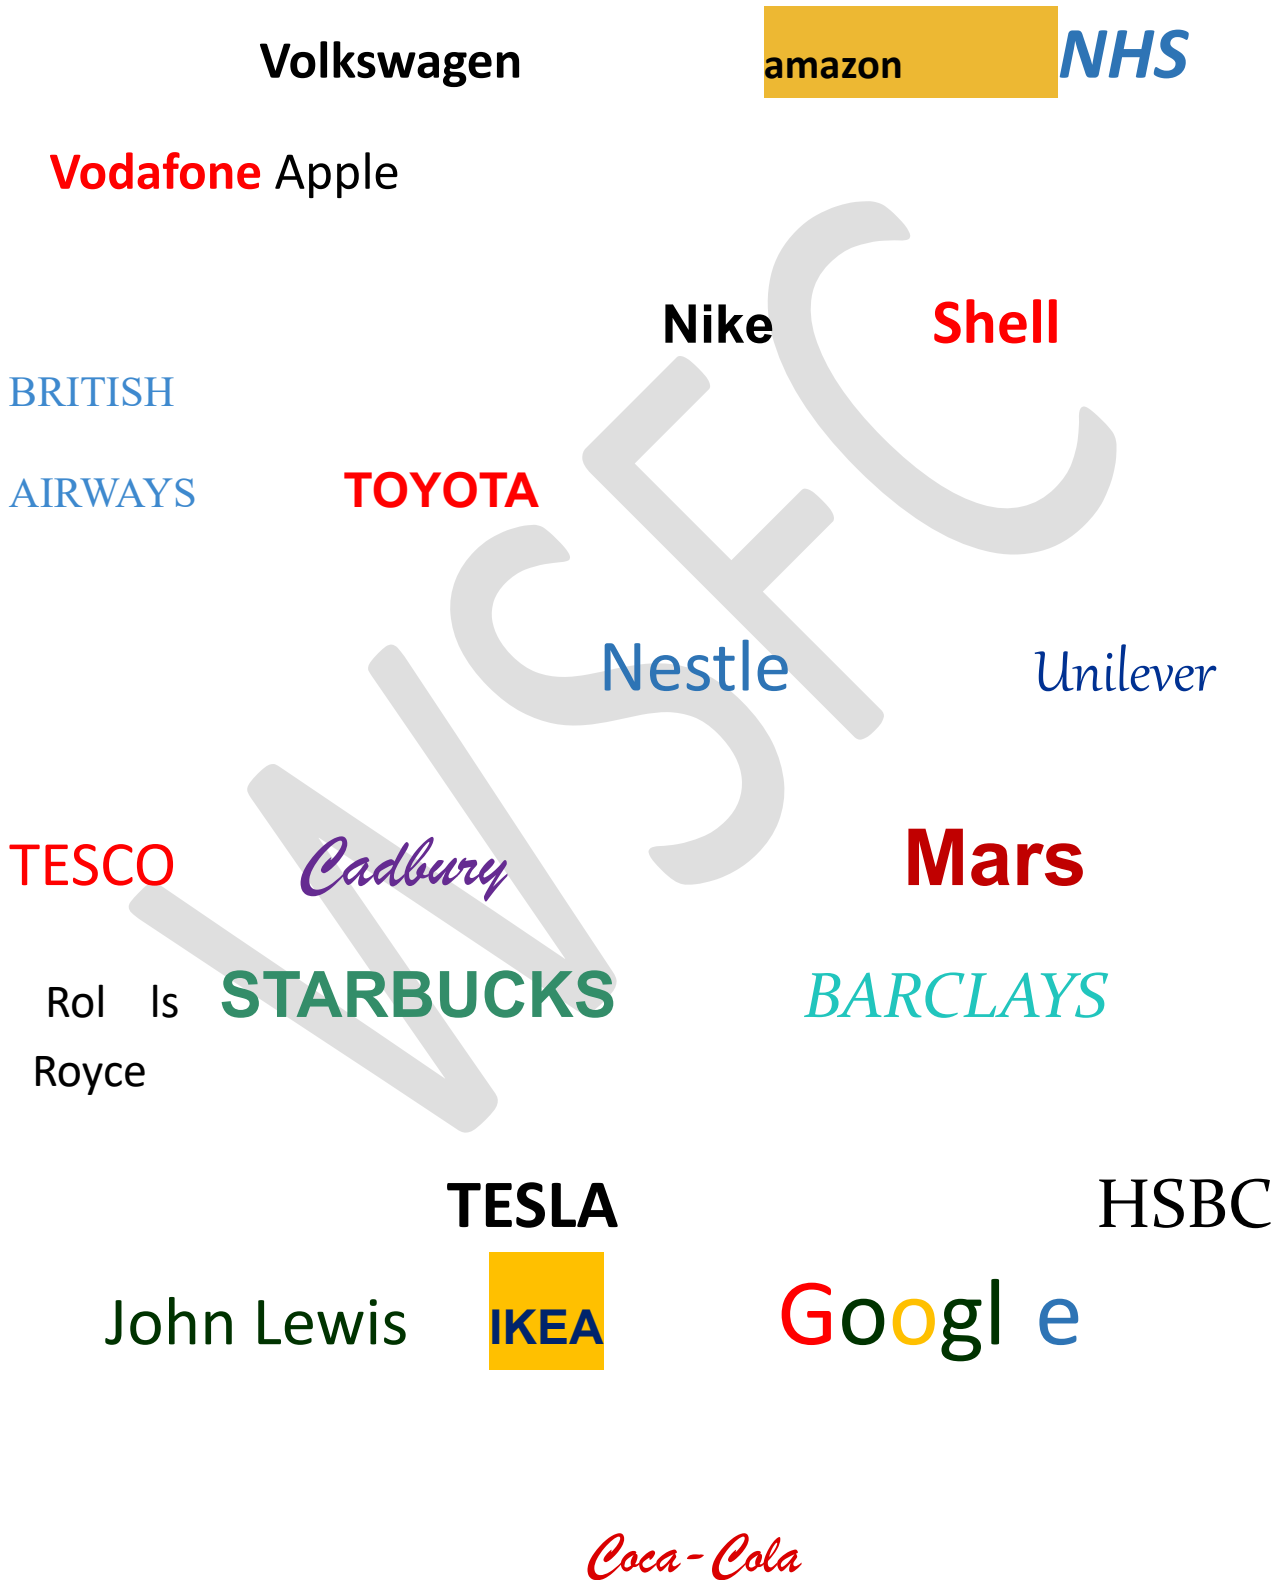 Volkswagen amazon NHS
Vodafone Apple
Nike Shell
BRITISH
AIRWAYS TOYOTA
Nestle Unilever
TESCO Cadbury Mars
Rol ls STARBUCKS BARCLAYS
Royce
TESLA HSBC
John Lewis IKEA Googl e
Coca-Cola
WSFC